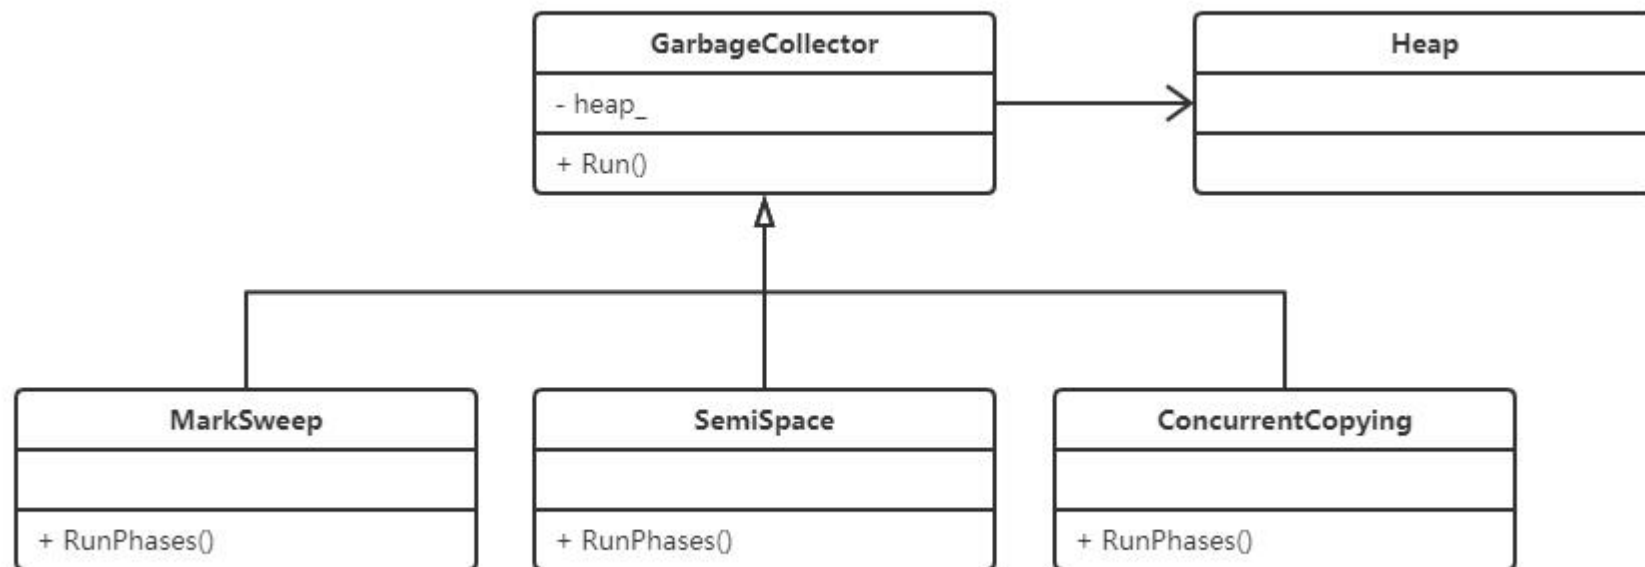 GarbageCollector
- heap_
+ Run()
Heap
MarkSweep
+ RunPhases()
SemiSpace
+ RunPhases()
ConcurrentCopying
+ RunPhases()